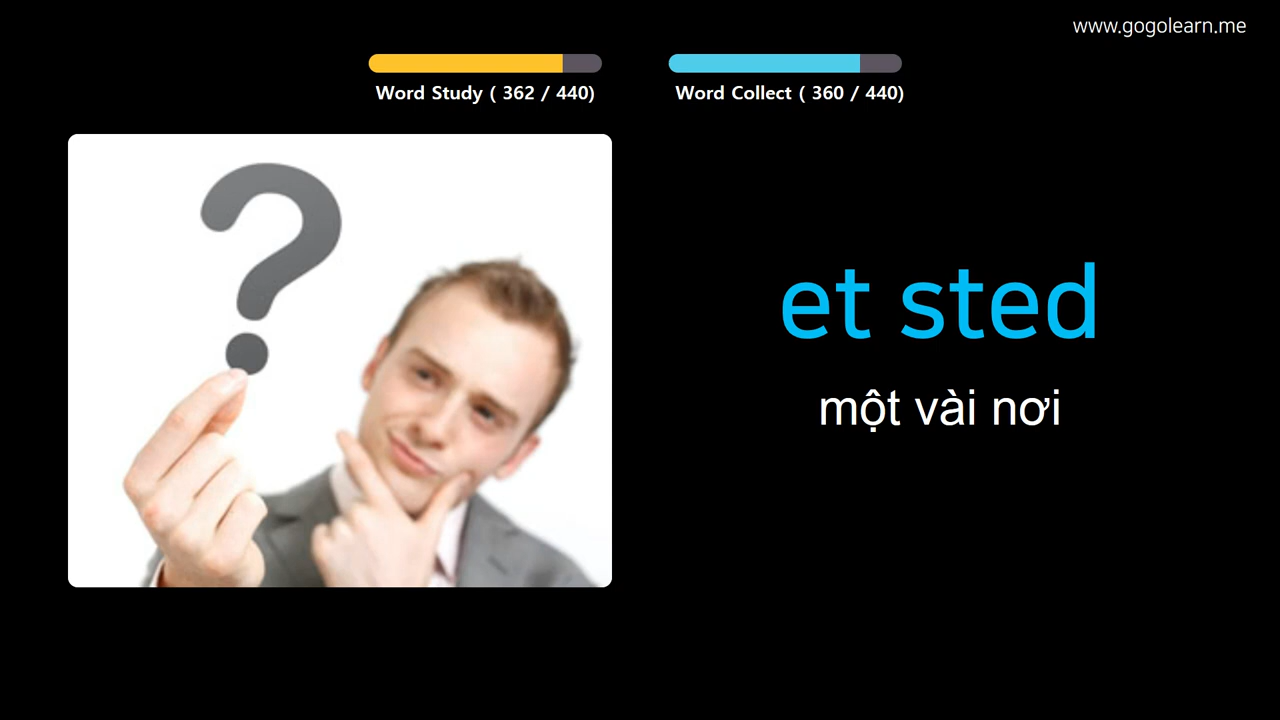 www.gogolearn.me
Word Study ( 362 / 440)
Word Collect ( 360 / 440)
?
et sted
một vài nơi